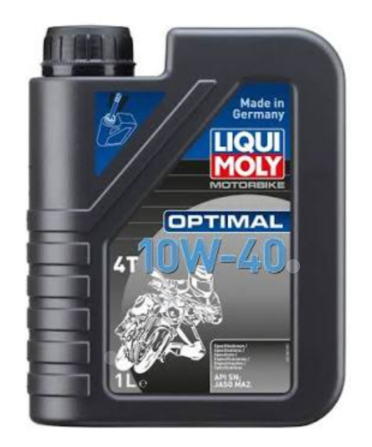 Made in
Germany
LIQUI
MOLY
MOTORBIKE
OPTIMAL
4T 10W-40
1L e
API SN;
JASO MA2